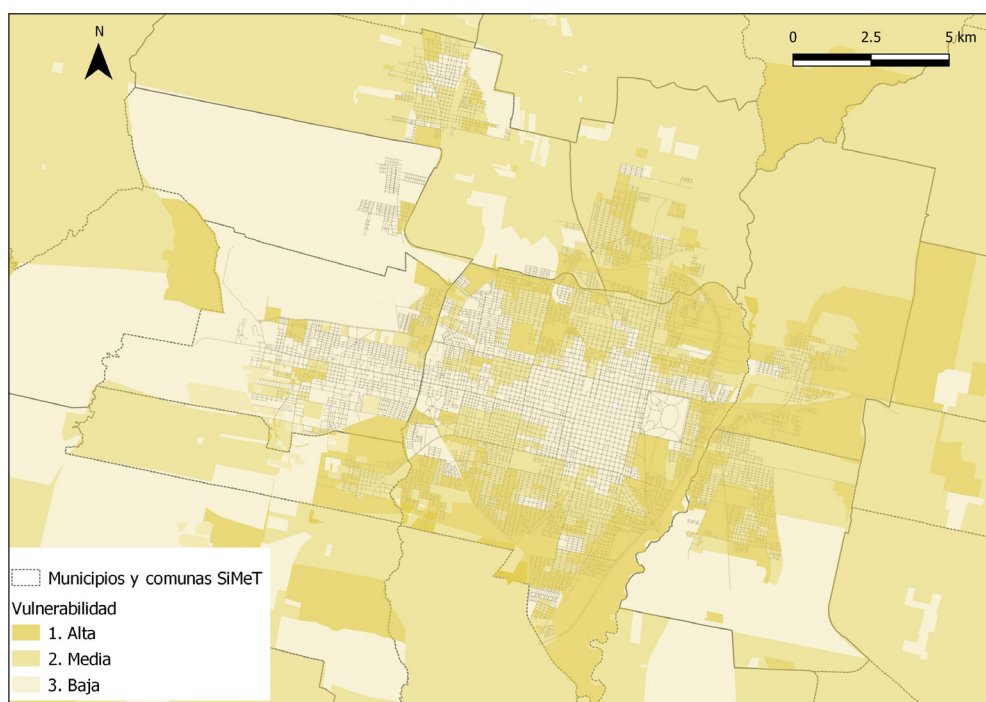 N
0 2.5 5 km
Municipios y comunas SiMeT
Vulnerabilidad
1. Alta
2. Media
3. Baja